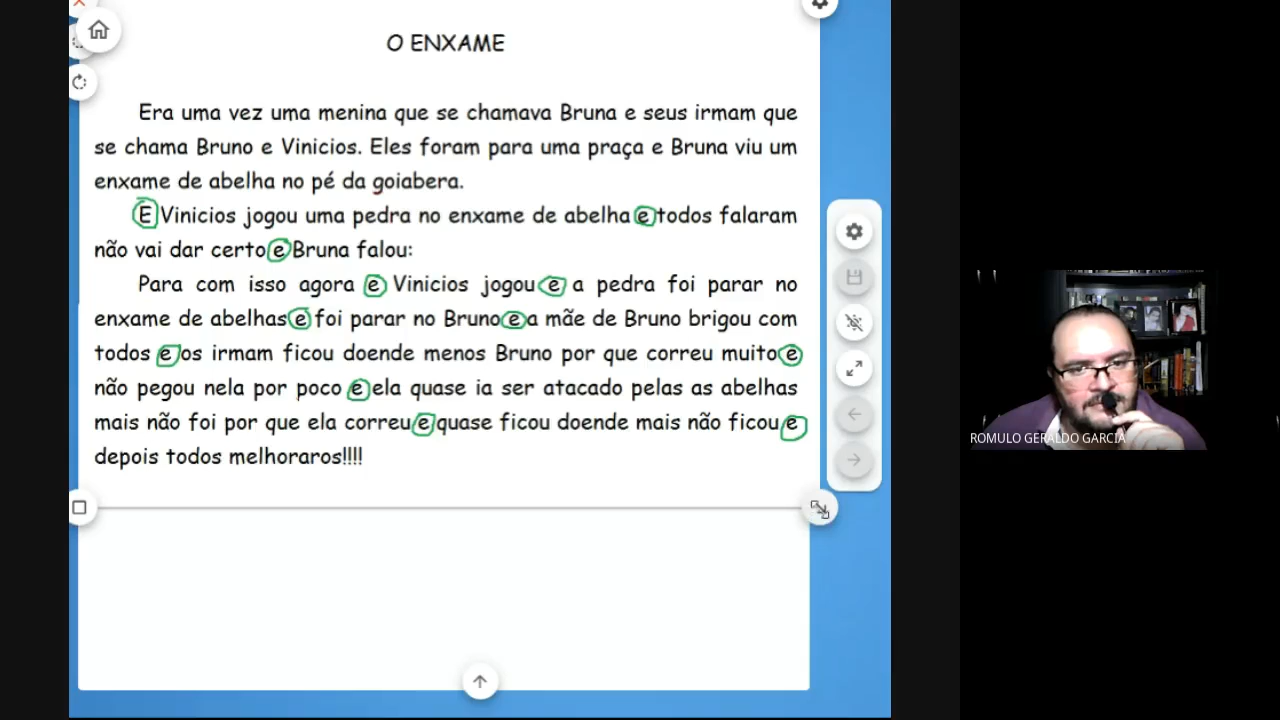 O ENXAME
Era uma vez uma menina que se chamava Bruna e seus irmam que
se chama Bruno e Vinicios. Eles foram para uma praça e Bruna viu um
enxame de abelha no pé da goiabera.
E Vinicios jogou uma pedra no enxame de abelha e todos falaram
não vai dar certo e Bruna falou:
Para com isso agora e Vinicios jogou e a pedra foi parar no
enxame de abelhas e foi parar no Bruno e a mãe de Bruno brigou com
todos e os irmam ficou doende menos Bruno por que correu muito e
não pegou nela por poco e ela quase ia ser atacado pelas as abelhas
mais não foi por que ela correu e quase ficou doende mais não ficou e
depois todos melhoraros!!!!
ROMULO GERALDO GARCIA